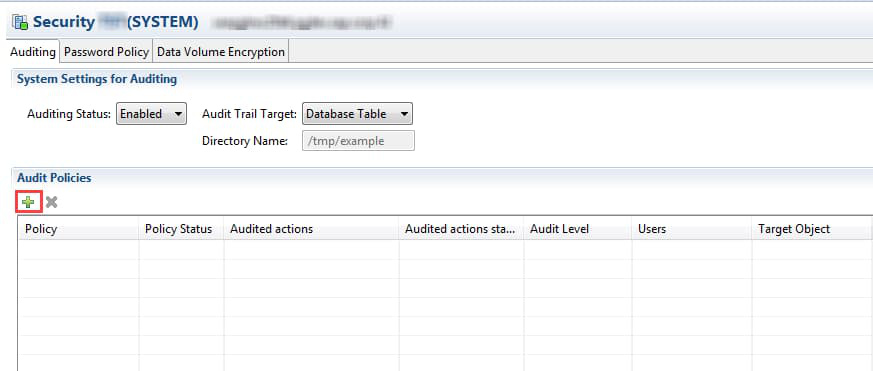 Security (SYSTEM)
Auditing Password Policy Data Volume Encryption
System Settings for Auditing
Auditing Status: Enabled Audit Trail Target: Database Table
Directory Name: /tmp/example
Audit Policies
Policy Policy Status Audited actions Audited actions sta... Audit Level Users Target Object